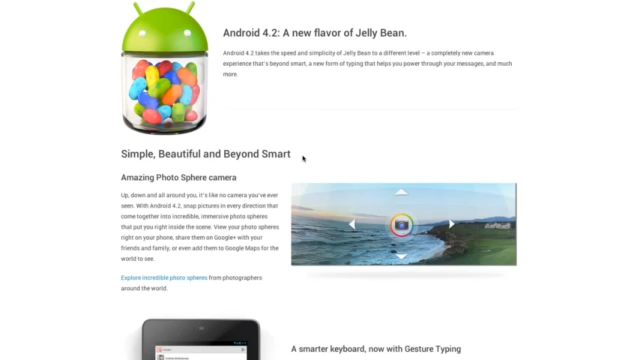 Android 4.2: A new flavor of Jelly Bean.
Android 4.2 takes the speed and simplicity of Jelly Bean to a different level – a completely new camera
experience that's beyond smart, a new form of typing that helps you power through your messages, and much
more.
Simple, Beautiful and Beyond Smart
Amazing Photo Sphere camera
Up, down and all around you, it's like no camera you've ever
seen. With Android 4.2, snap pictures in every direction that
come together into incredible, immersive photo spheres
that put you right inside the scene. View your photo spheres
right on your phone, share them on Google+ with your
friends and family, or even add them to Google Maps for the
world to see.
Explore incredible photo spheres from photographers
around the world.
A smarter keyboard, now with Gesture Typing